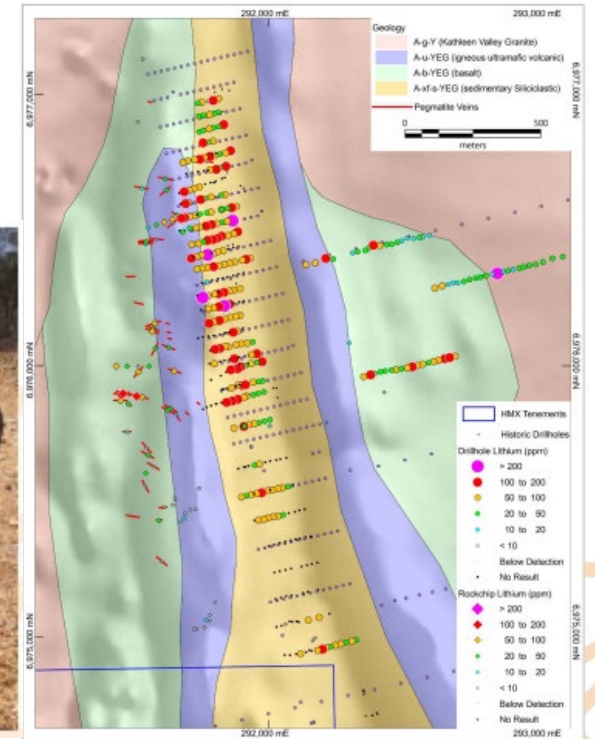 292,000 mE
293,000 mE
Geology
A-g-Y (Kathleen Valley Granite)
A-u-YEG (igneous ultramafic volcanic)
A-b-YEG (basalt)
A-xf-s-YEG (sedimentary Siliciclastic)
Pegmatite Veins
0 500
meters
6,977,000 mN
6,977,000 mN
6,976,000 mN
6,976,000 mN
HMX Tenements
Historic Drillholes
Drillhole Lithium (ppm)
> 200
100 to 200
50 to 100
20 to 50
10 to 20
< 10
Below Detection
No Result
Rockchip Lithium (ppm)
> 200
100 to 200
50 to 100
20 to 50
10 to 20
< 10
Below Detection
No Result
6,975,000 mN
6,975,000 mN
292,000 mE
293,000 mE